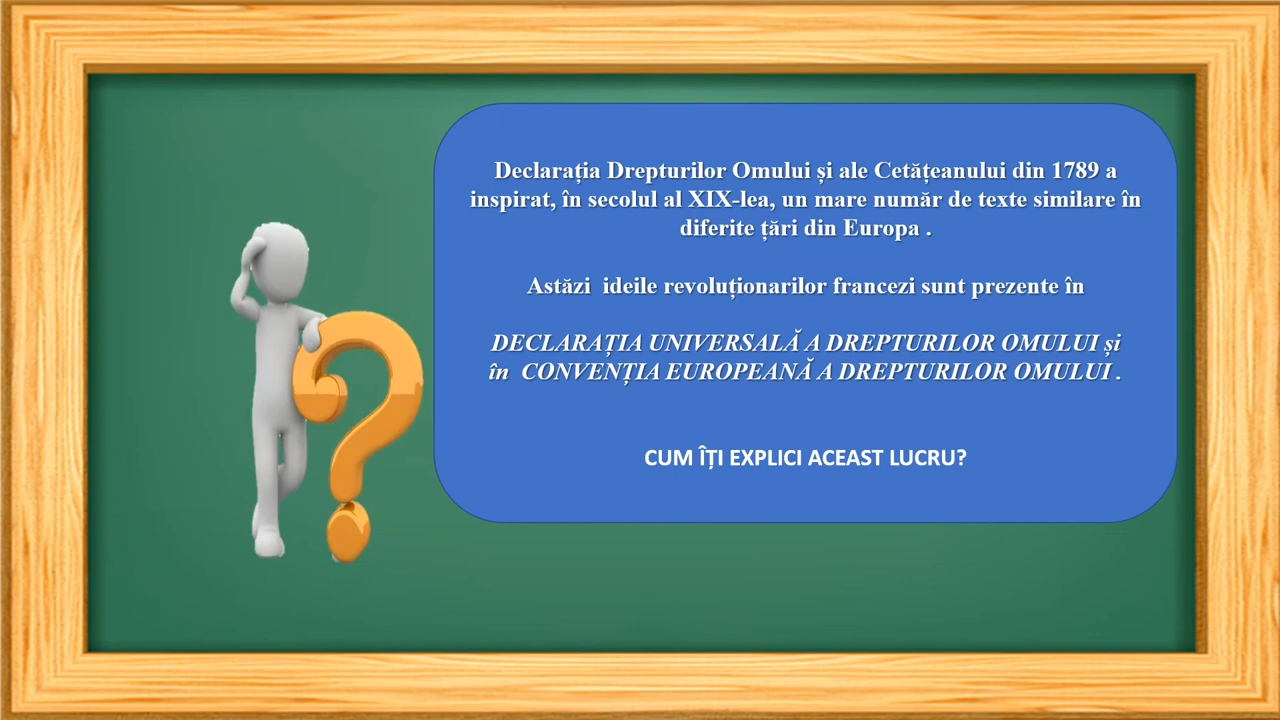 Declarația Drepturilor Omului și ale Cetățeanului din 1789 a
inspirat, în secolul al XIX-lea, un mare număr de texte similare în
diferite țări din Europa .
Astăzi  ideile revoluționarilor francezi sunt prezente în
DECLARAȚIA UNIVERSALĂ A DREPTURILOR OMULUI și
în  CONVENȚIA EUROPEANĂ A DREPTURILOR OMULUI .
CUM ÎȚI EXPLICI ACEAST LUCRU?